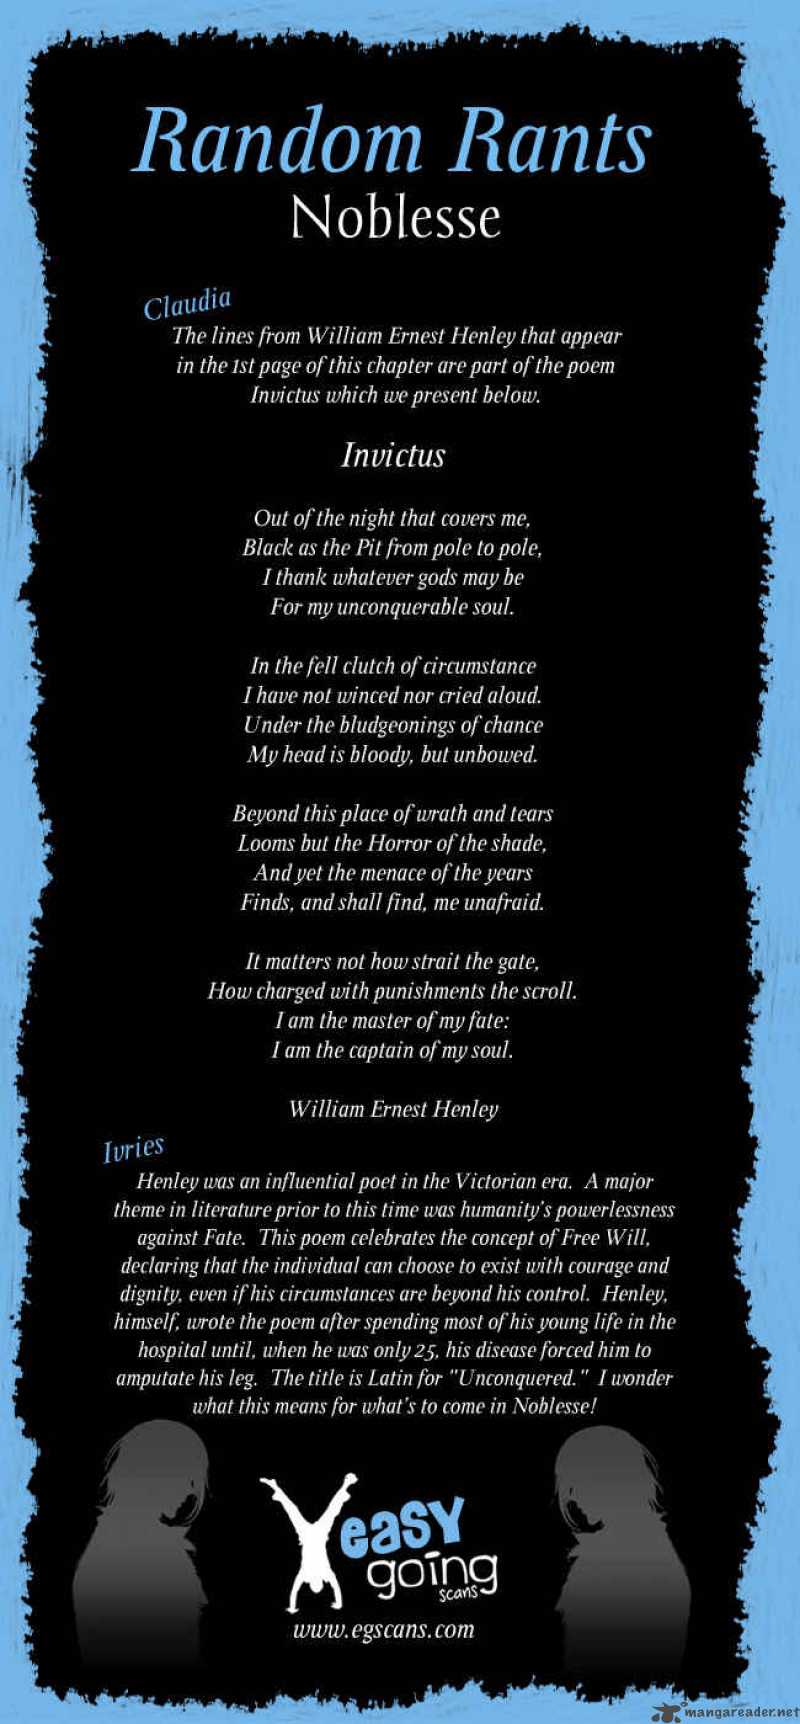 Random Rants
Noblesse
Claudia
The lines from William Ernest Henley that appear
in the 1st page of this chapter are part of the poem
Invictus which we present below.
Invictus
Out of the night that covers me,
Black as the Pit from pole to pole,
I thank whatever gods may be
For my unconquerable soul.
In the fell clutch of circumstance
I have not winced nor cried aloud.
Under the bludgeonings of chance
My head is bloody, but unbowed.
Beyond this place of wrath and tears
Looms but the Horror of the shade,
And yet the menace of the years
Finds, and shall find, me unafraid.
It matters not how strait the gate,
How charged with punishments the scroll.
I am the master of my fate:
I am the captain of my soul.
William Ernest Henley
Ivries
Henley was an influential poet in the Victorian era. A major
theme in literature prior to this time was humanity's powerlessness
against Fate. This poem celebrates the concept of Free Will,
declaring that the individual can choose to exist with courage and
dignity, even if his circumstances are beyond his control. Henley,
himself, wrote the poem after spending most of his young life in the
hospital until, when he was only 25, his disease forced him to
amputate his leg. The title is Latin for "Unconquered." I wonder
what this means for what's to come in Noblesse!
easy
going
scans
www.egscans.com
mangareader.net